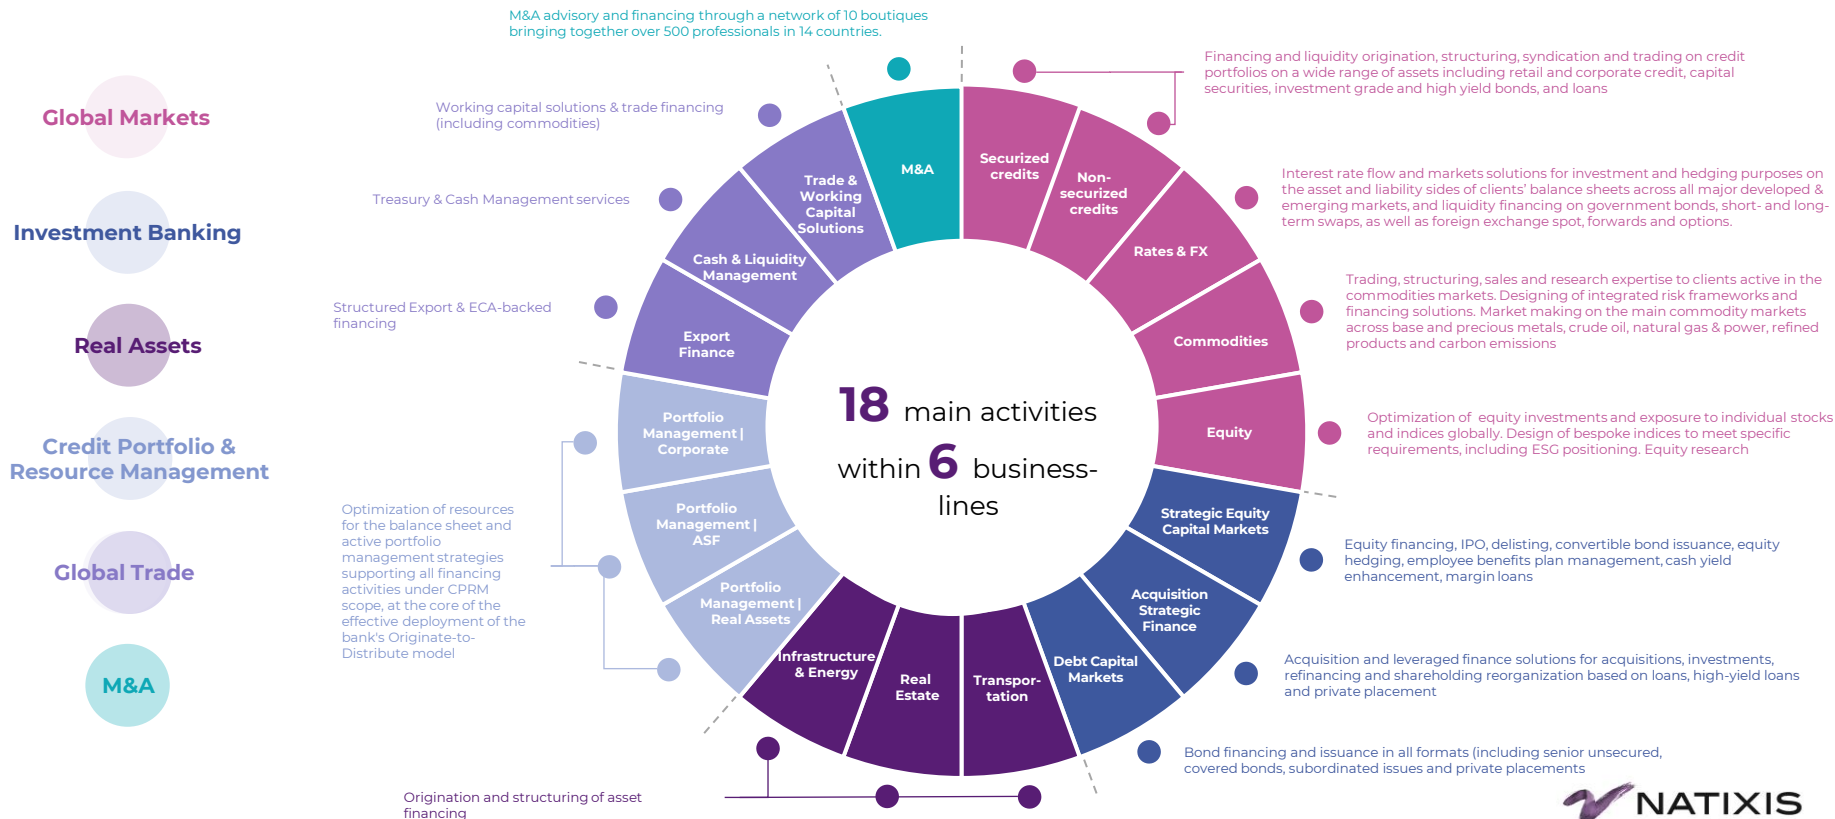 M&A advisory and financing through a network of 10 boutiques
bringing together over 500 professionals in 14 countries.
Global Markets
Investment Banking
Real Assets
Credit Portfolio &
Resource Management
Global Trade
M&A
Working capital solutions & trade financing
(including commodities)
Treasury & Cash Management services
Structured Export & ECA-backed
financing
Optimization of resources
for the balance sheet and
active portfolio
management strategies
supporting all financing
activities under CPRM
scope, at the core of the
effective deployment of the
bank's Originate-to-
Distribute model
Origination and structuring of asset
financing
M&A
Securized
credits
Non-
securized
credits
Rates & FX
Commodities
Equity
Strategic Equity
Capital Markets
Acquisition
Strategic
Finance
Debt Capital
Markets
Transpor-
tation
Real
Estate
Infrastructure
& Energy
Portfolio
Management |
Real Assets
Portfolio
Management |
ASF
Portfolio
Management |
Corporate
Export
Finance
Cash & Liquidity
Management
Trade &
Working
Capital
Solutions
18 main activities
within 6 business-
lines
Financing and liquidity origination, structuring, syndication and trading on credit
portfolios on a wide range of assets including retail and corporate credit, capital
securities, investment grade and high yield bonds, and loans
Interest rate flow and markets solutions for investment and hedging purposes on
the asset and liability sides of clients' balance sheets across all major developed &
emerging markets, and liquidity financing on government bonds, short- and long-
term swaps, as well as foreign exchange spot, forwards and options.
Trading, structuring, sales and research expertise to clients active in the
commodities markets. Designing of integrated risk frameworks and
financing solutions. Market making on the main commodity markets
across base and precious metals, crude oil, natural gas & power, refined
products and carbon emissions
Optimization of equity investments and exposure to individual stocks
and indices globally. Design of bespoke indices to meet specific
requirements, including ESG positioning. Equity research
Equity financing, IPO, delisting, convertible bond issuance, equity
hedging, employee benefits plan management, cash yield
enhancement, margin loans
Acquisition and leveraged finance solutions for acquisitions, investments,
refinancing and shareholding reorganization based on loans, high-yield loans
and private placement
Bond financing and issuance in all formats (including senior unsecured,
covered bonds, subordinated issues and private placements
NATIXIS